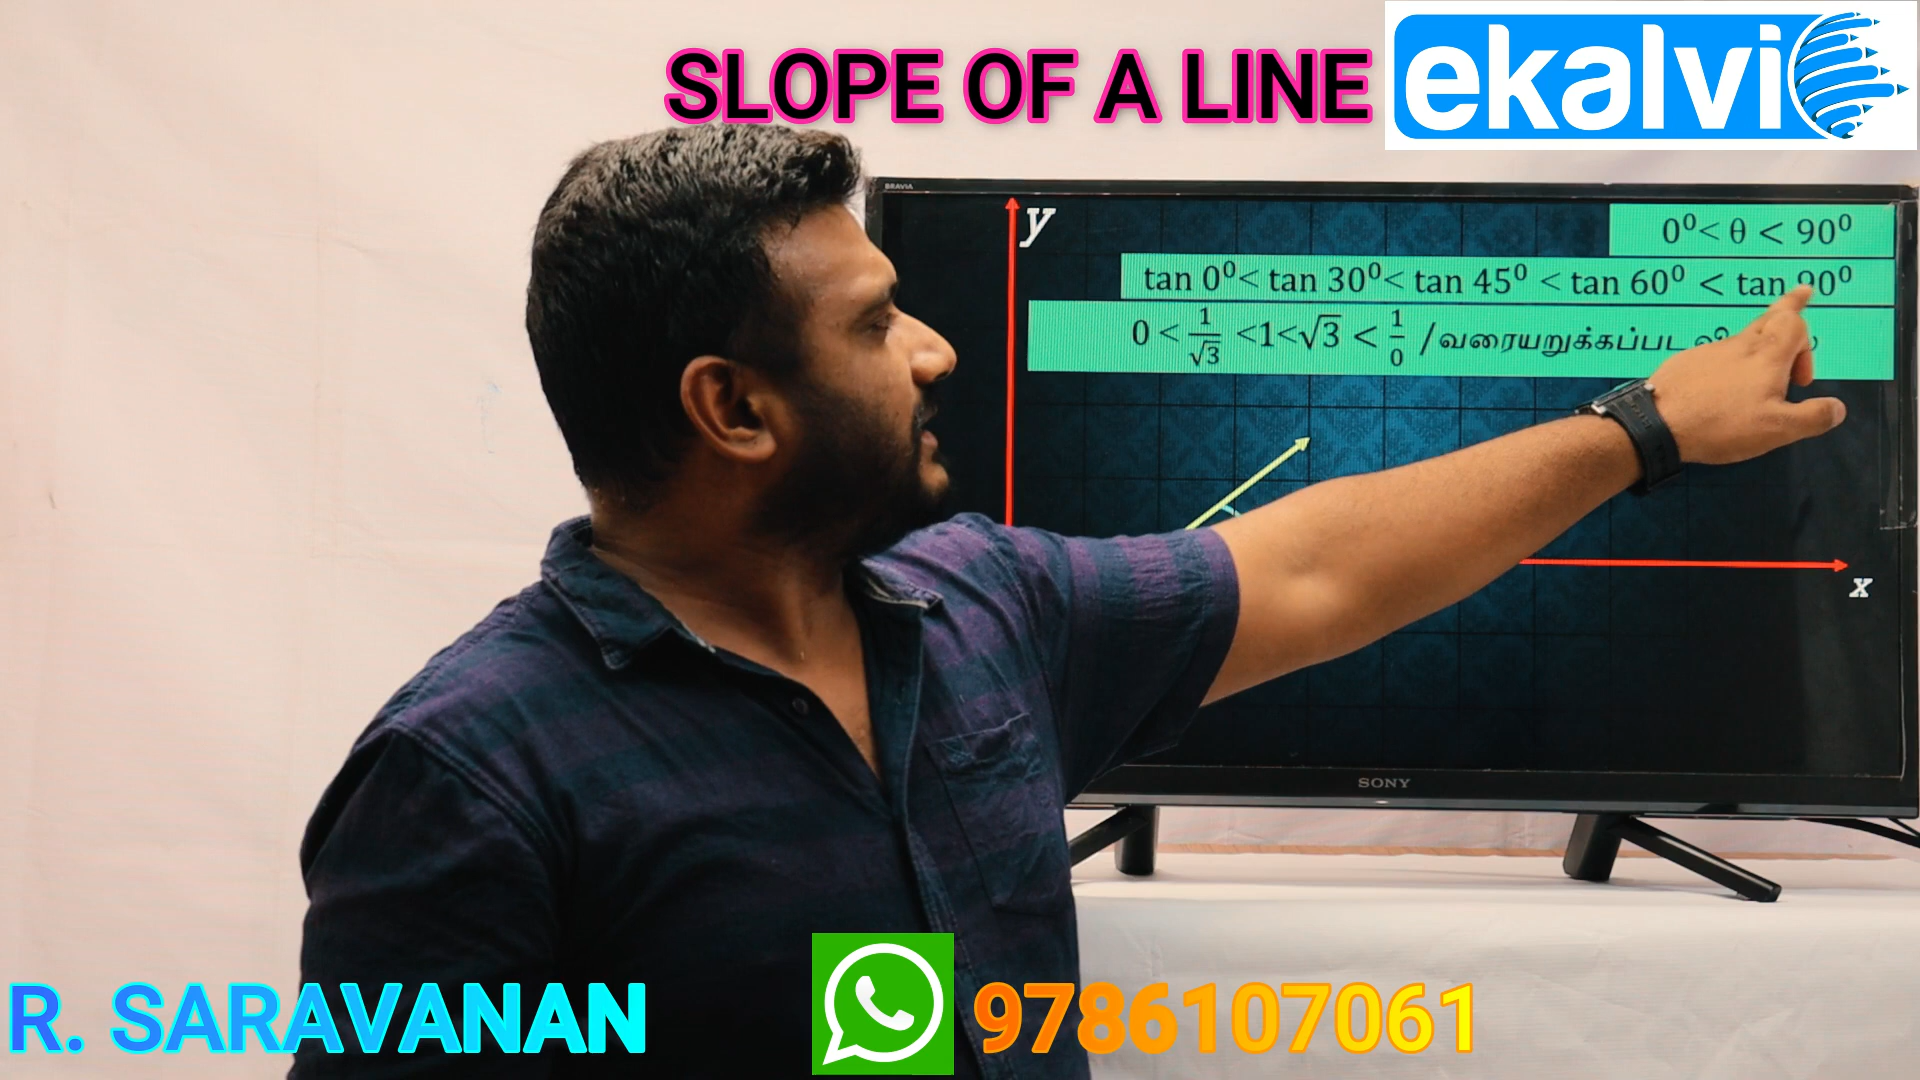 SLOPE OF A LINE
ekalvi
BRAVIA
y
0⁰< θ < 90⁰
tan 0⁰< tan 30⁰< tan 45⁰ < tan 60⁰ < tan 90⁰
0 < 1/√3 <1<√3 < 1/0 /வரையறுக்கப்பட
x
SONY
R. SARAVANAN
9786107061